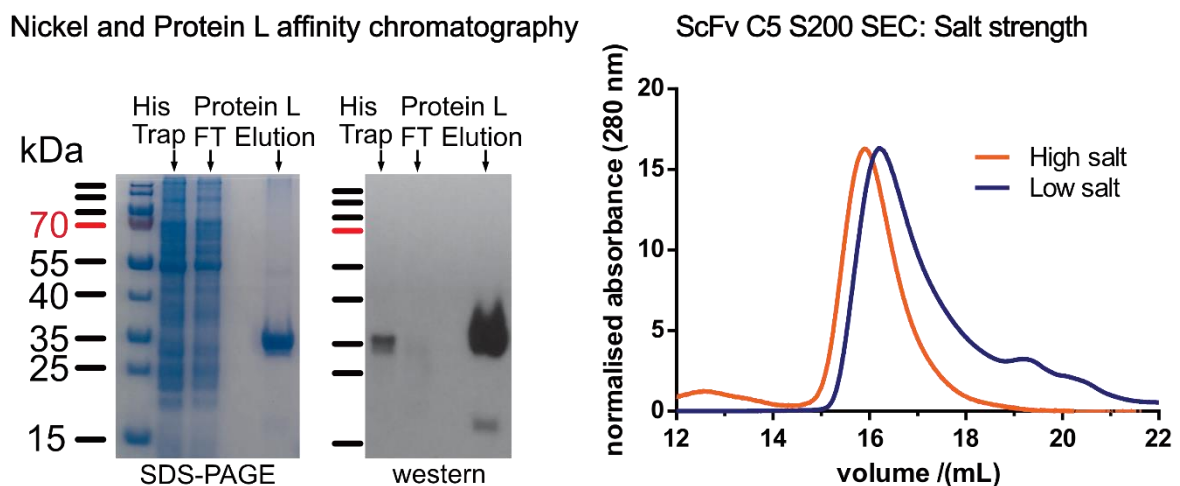 Nickel and Protein L affinity chromatography
His Protein L
Trap FT Elution
kDa
70
55
40
35
25
15
SDS-PAGE
His Protein L
Trap FT Elution
western
ScFv C5 S200 SEC: Salt strength
normalised absorbance (280 nm)
20
15
10
5
0
High salt
Low salt
12 14 16 18 20 22
volume /(mL)